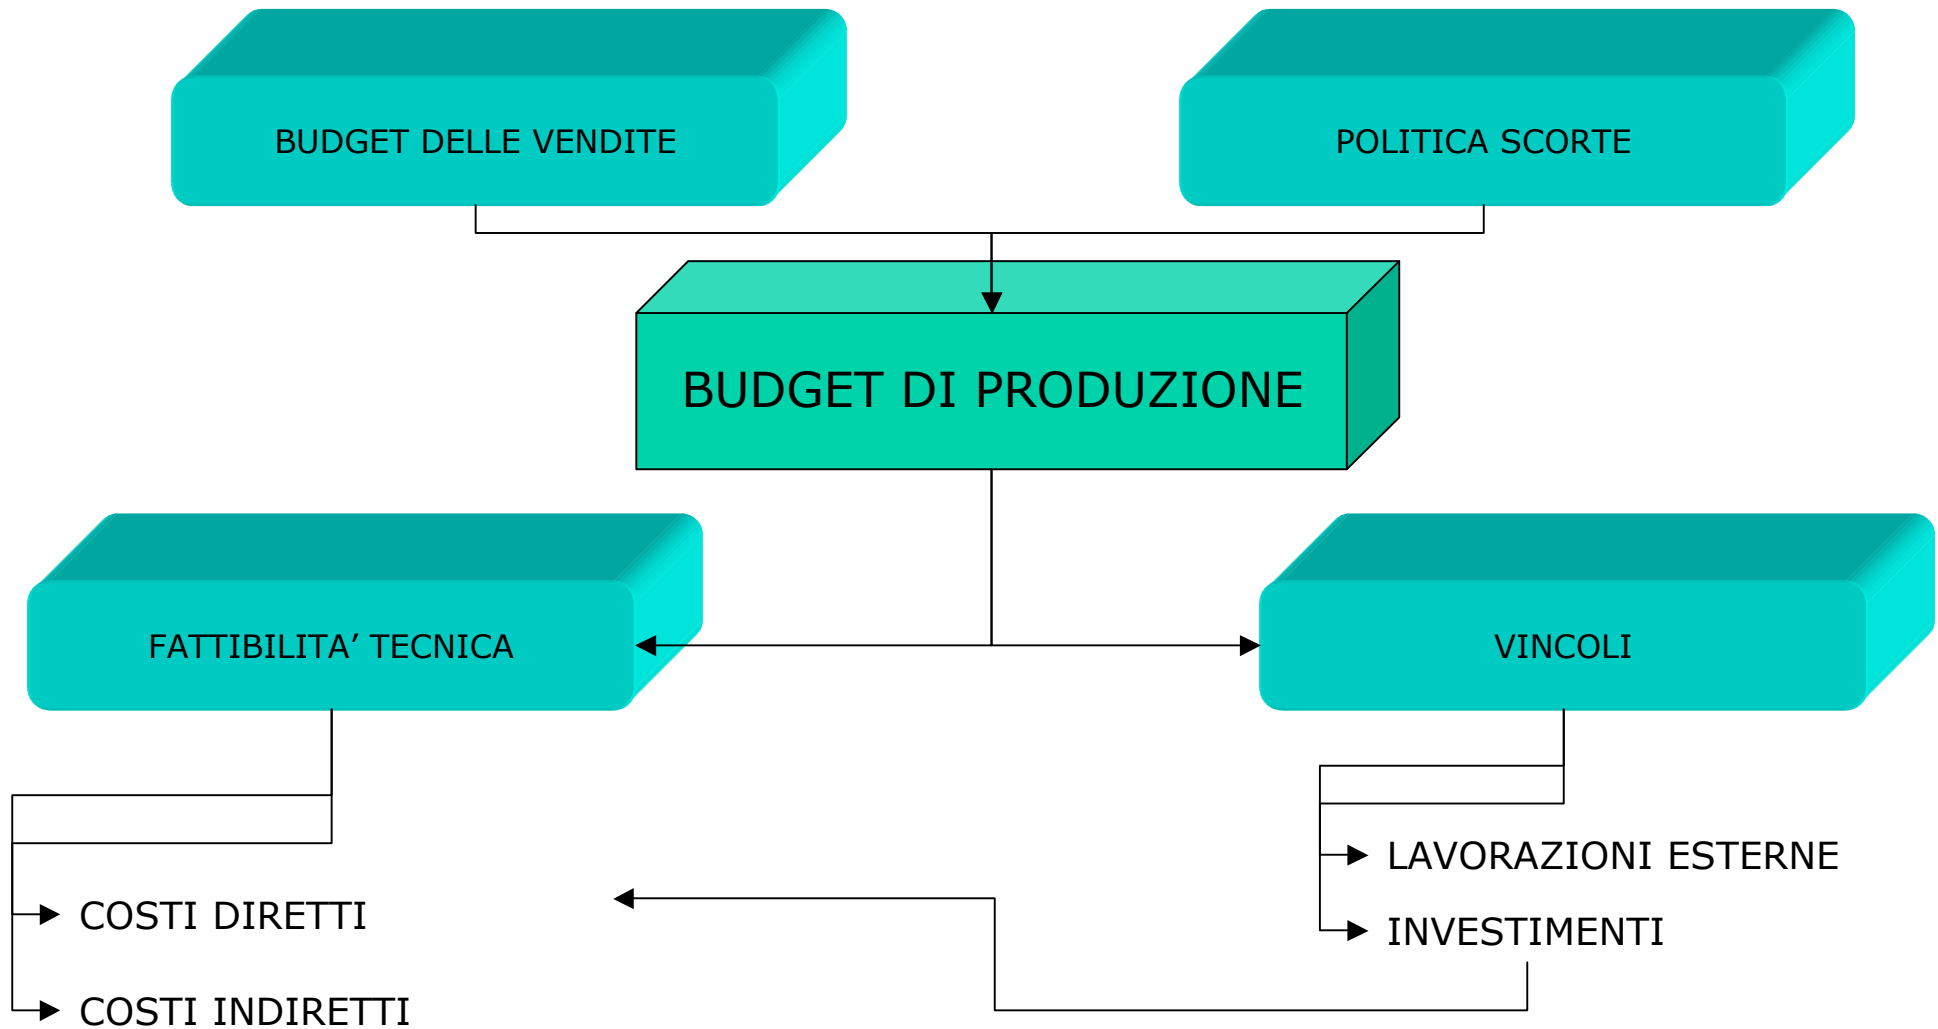 BUDGET DELLE VENDITE
POLITICA SCORTE
BUDGET DI PRODUZIONE
FATTIBILITA’ TECNICA
VINCOLI
LAVORAZIONI ESTERNE
COSTI DIRETTI
INVESTIMENTI
COSTI INDIRETTI